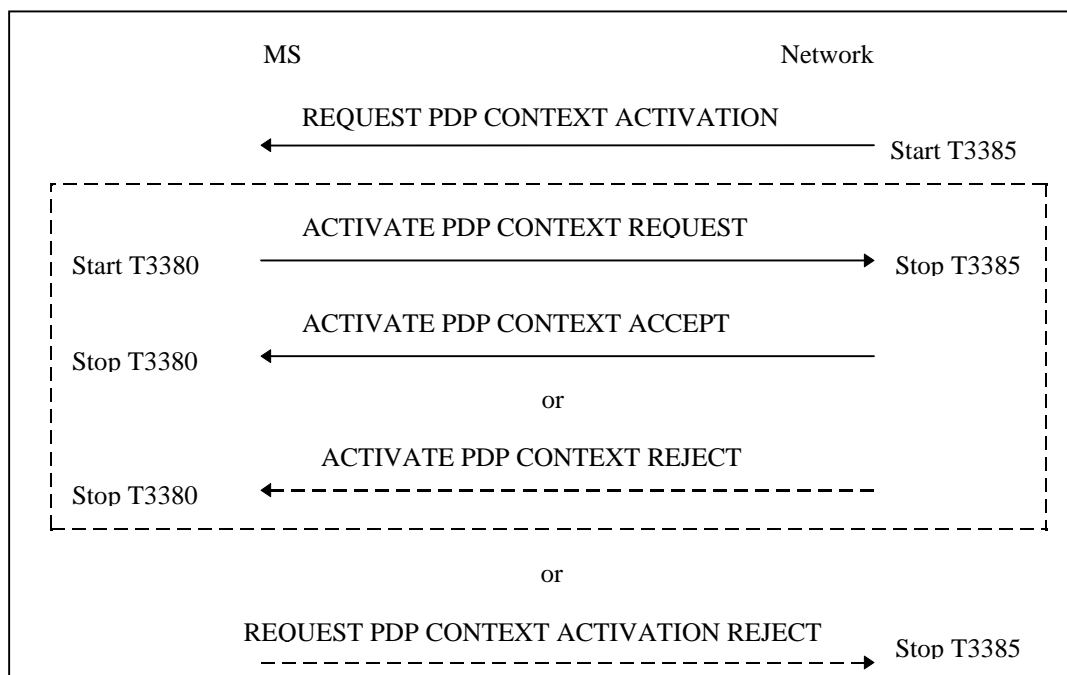 MS Network
REQUEST PDP CONTEXT ACTIVATION
Start T3385
ACTIVATE PDP CONTEXT REQUEST
Start T3380 Stop T3385
ACTIVATE PDP CONTEXT ACCEPT
Stop T3380
or
ACTIVATE PDP CONTEXT REJECT
Stop T3380
or
REQUEST PDP CONTEXT ACTIVATION REJECT
Stop T3385